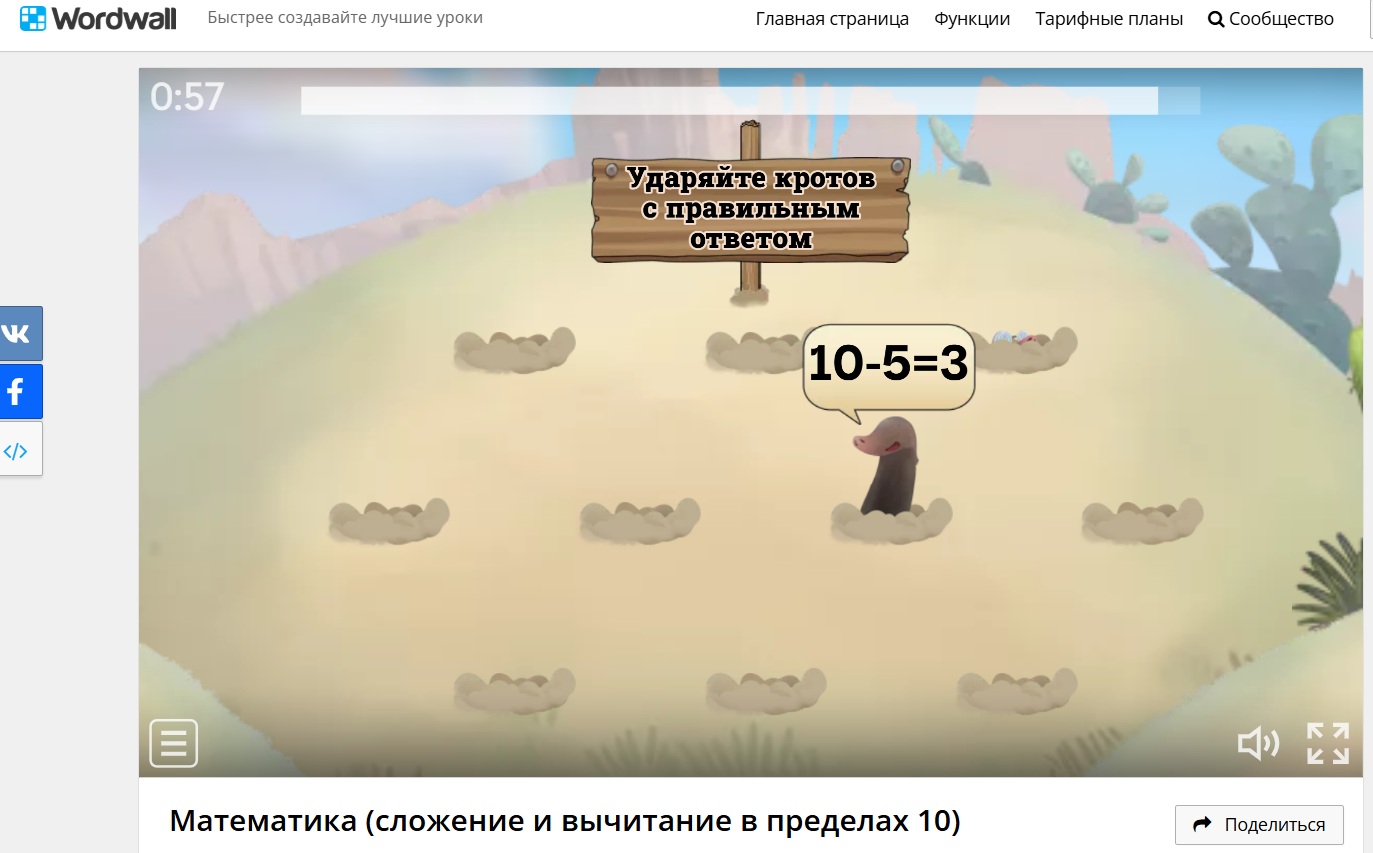 Wordwall Быстрее создавайте лучшие уроки Главная страница Функции Тарифные планы Сообщество
0:57
Ударяйте кротов
с правильным
ответом
10-5=3
Математика (сложение и вычитание в пределах 10)
Поделиться